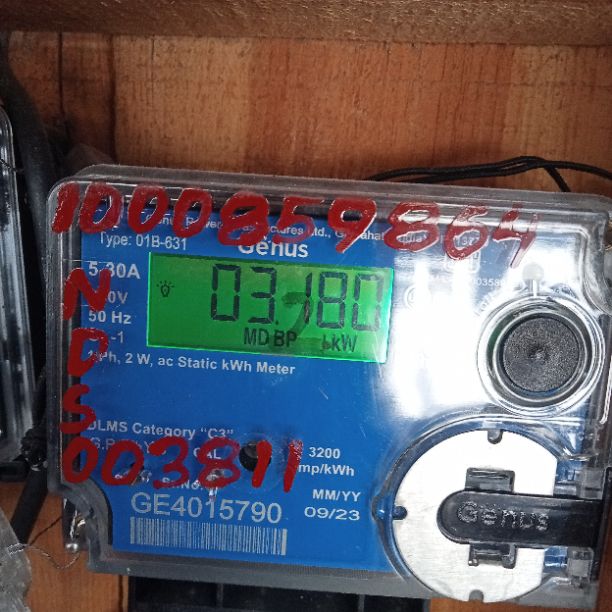 1000859864
Type: 01B-631
Genus
5-30A
50 Hz
03.180
MD BP kW
2 W, ac Static kWh Meter
NDS
DLMS Category "C3"
3200
003811
imp/kWh
MM/YY
GE4015790
09/23
Genus